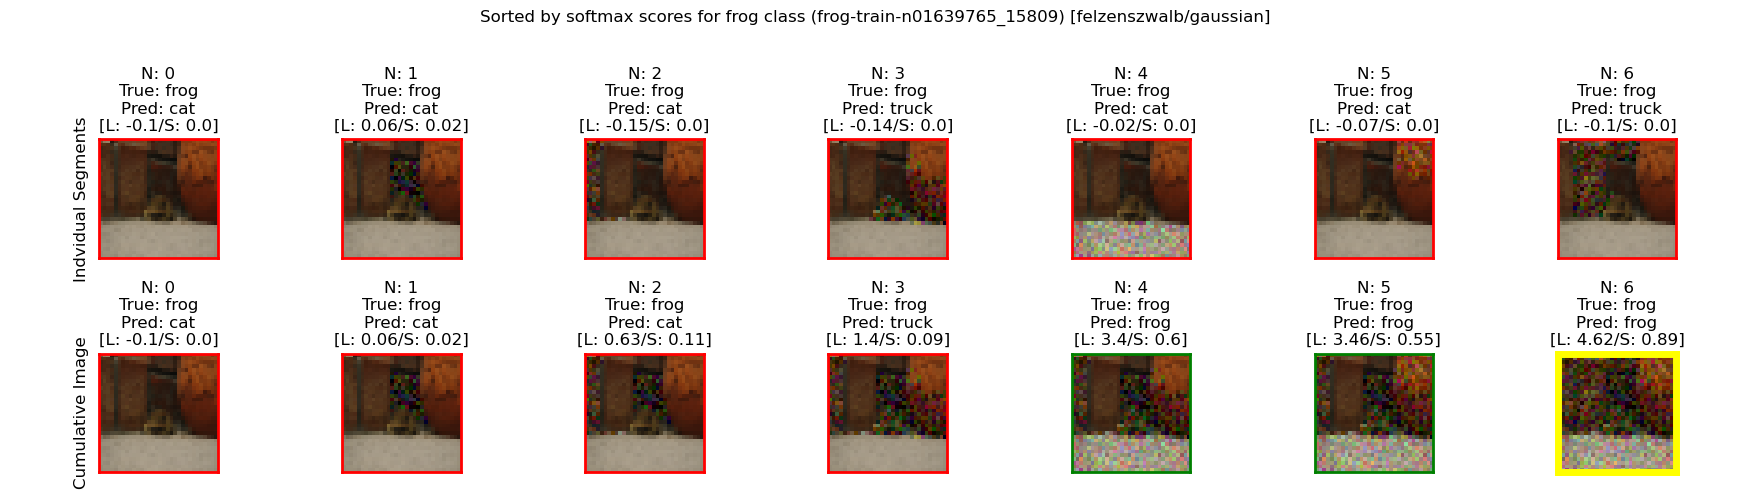 Sorted by softmax scores for frog class (frog-train-n01639765_15809) [felzenszwalb/gaussian]
Indvidual Segments
N: 0
True: frog
Pred: cat
[L: -0.1/S: 0.0]
N: 1
True: frog
Pred: cat
[L: 0.06/S: 0.02]
N: 2
True: frog
Pred: cat
[L: -0.15/S: 0.0]
N: 3
True: frog
Pred: truck
[L: -0.14/S: 0.0]
N: 4
True: frog
Pred: cat
[L: -0.02/S: 0.0]
N: 5
True: frog
Pred: cat
[L: -0.07/S: 0.0]
N: 6
True: frog
Pred: truck
[L: -0.1/S: 0.0]
Cumulative Image
N: 0
True: frog
Pred: cat
[L: -0.1/S: 0.0]
N: 1
True: frog
Pred: cat
[L: 0.06/S: 0.02]
N: 2
True: frog
Pred: cat
[L: 0.63/S: 0.11]
N: 3
True: frog
Pred: truck
[L: 1.4/S: 0.09]
N: 4
True: frog
Pred: frog
[L: 3.4/S: 0.6]
N: 5
True: frog
Pred: frog
[L: 3.46/S: 0.55]
N: 6
True: frog
Pred: frog
[L: 4.62/S: 0.89]